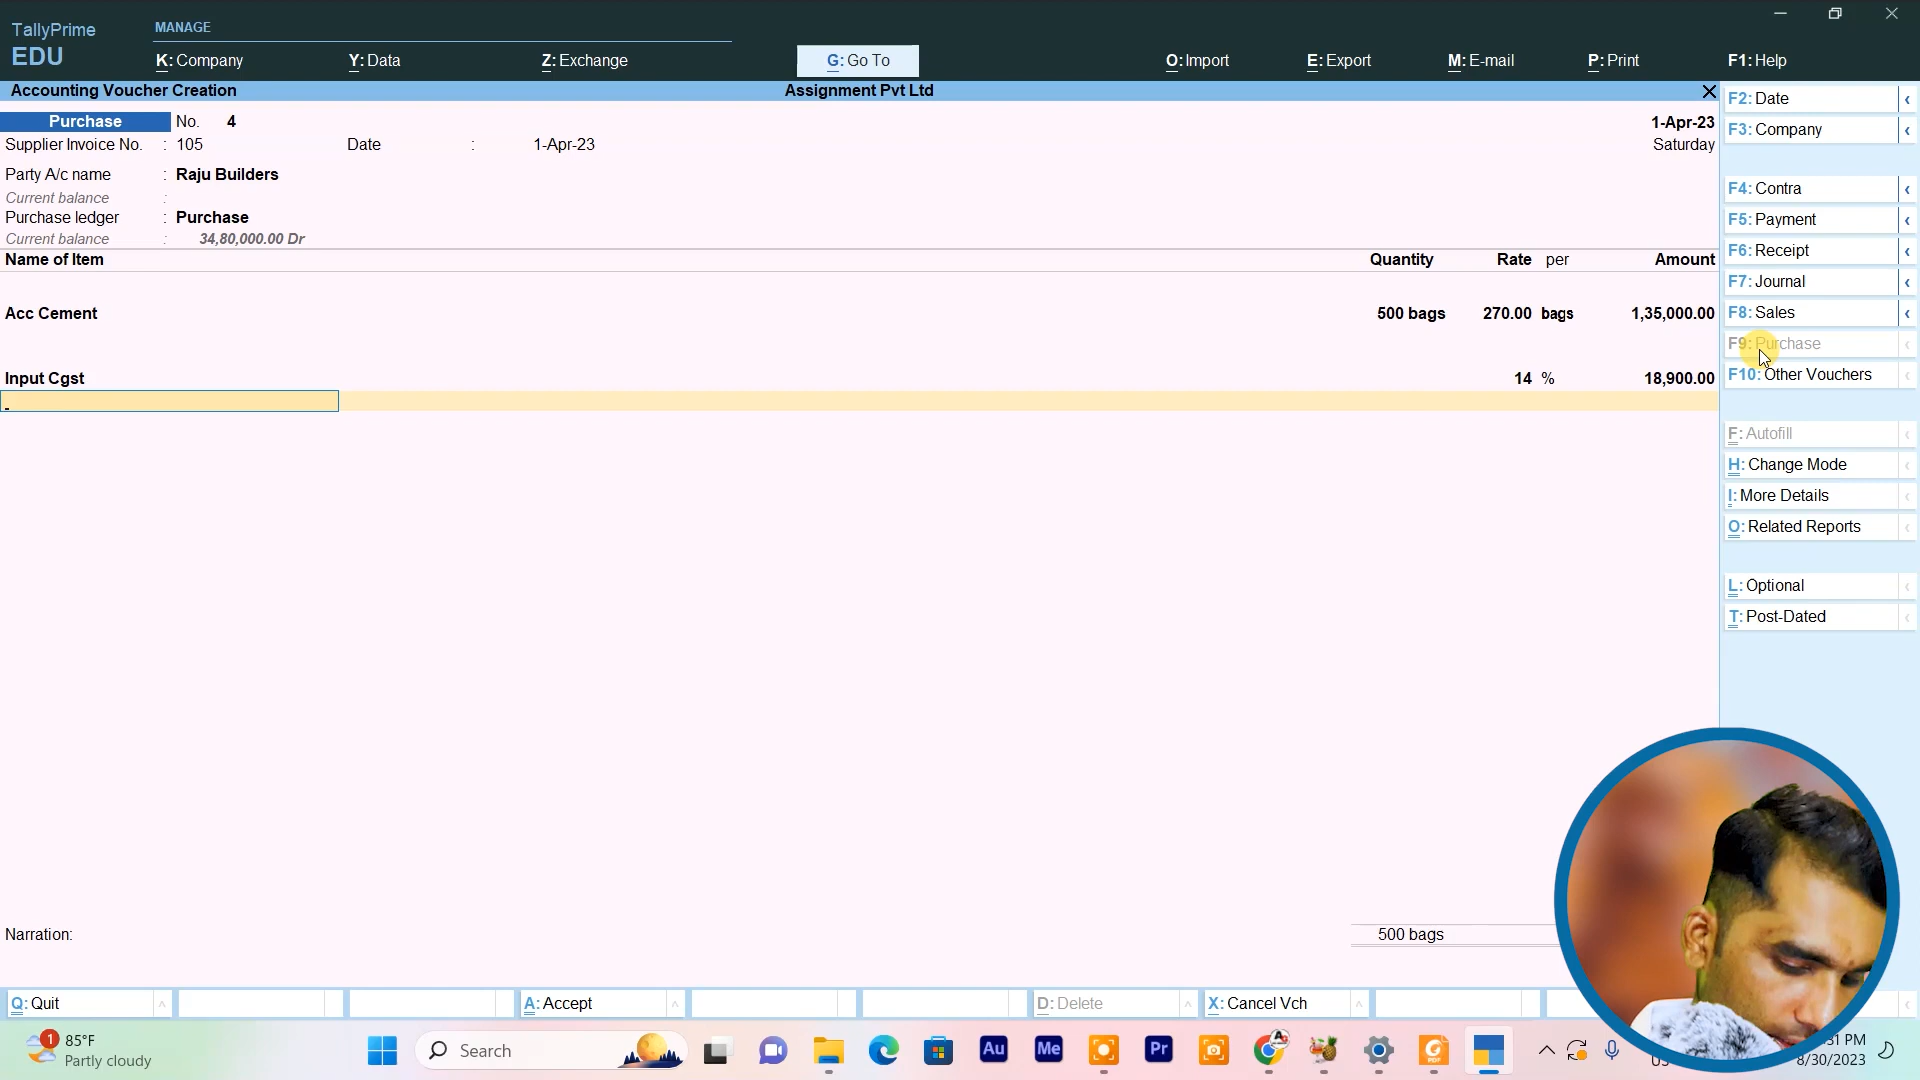 TallyPrime
EDU
MANAGE
K: Company
Y: Data
Z: Exchange
G: Go To
O: Import
E: Export
M: E-mail
P: Print
F1: Help
Accounting Voucher Creation
Assignment Pvt Ltd
Purchase No. 4
1-Apr-23
Supplier Invoice No. : 105 Date : 1-Apr-23
Saturday
Party A/c name : Raju Builders
Current balance :
Purchase ledger : Purchase
Current balance : 34,80,000.00 Dr
Name of Item Quantity Rate per Amount
Acc Cement 500 bags 270.00 bags 1,35,000.00
Input Cgst 14 % 18,900.00
Narration:
500 bags
F2: Date
F3: Company
F4: Contra
F5: Payment
F6: Receipt
F7: Journal
F8: Sales
F9: Purchase
F10: Other Vouchers
F: Autofill
H: Change Mode
I: More Details
O: Related Reports
L: Optional
T: Post-Dated
Q: Quit
A: Accept
D: Delete
X: Cancel Vch
1
85°F
Partly cloudy
Search
Au
Me
Pr
PM
8/30/2023